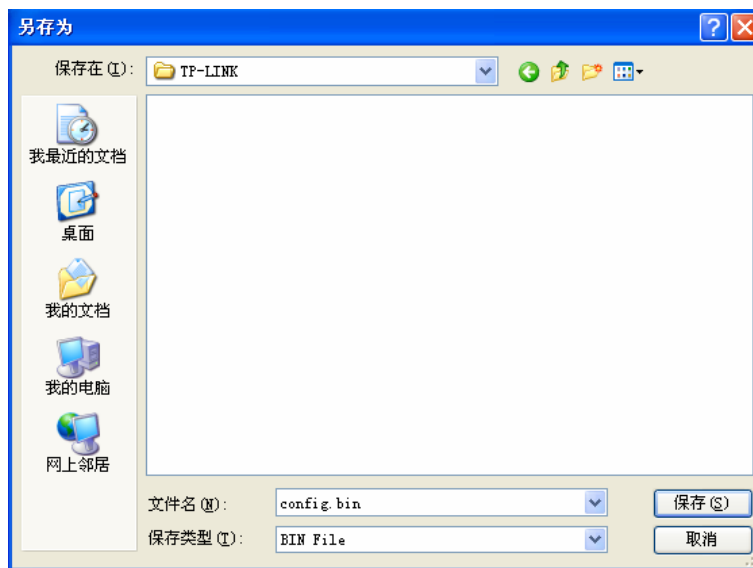 另存为
保存在(I):
TP-LINK
我最近的文档
桌面
我的文档
我的电脑
网上邻居
文件名(N):
config.bin
保存(S)
保存类型(T):
BIN File
取消